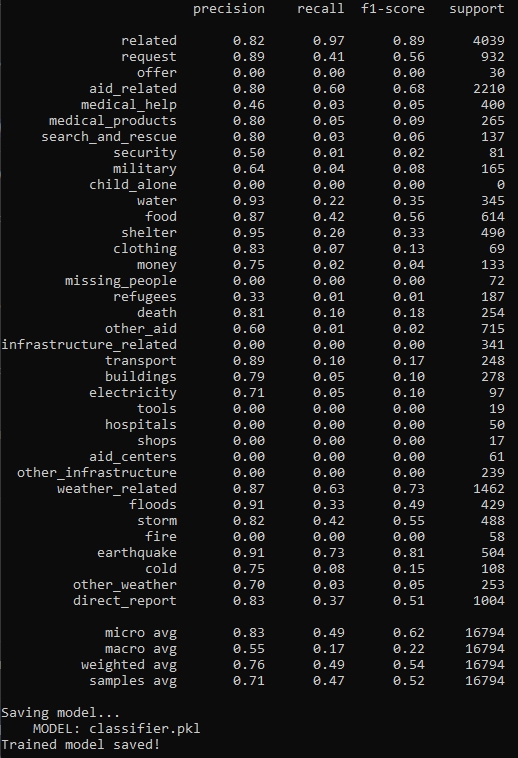 precision recall f1-score support
related 0.82 0.97 0.89 4039
request 0.89 0.41 0.56 932
offer 0.00 0.00 0.00 30
aid_related 0.80 0.60 0.68 2210
medical_help 0.46 0.03 0.05 400
medical_products 0.80 0.05 0.09 265
search_and_rescue 0.80 0.03 0.06 137
security 0.50 0.01 0.02 81
military 0.64 0.04 0.08 165
child_alone 0.00 0.00 0.00 0
water 0.93 0.22 0.35 345
food 0.87 0.42 0.56 614
shelter 0.95 0.20 0.33 490
clothing 0.83 0.07 0.13 69
money 0.75 0.02 0.04 133
missing_people 0.00 0.00 0.00 72
refugees 0.33 0.01 0.01 187
death 0.81 0.10 0.18 254
other_aid 0.60 0.01 0.02 715
infrastructure_related 0.00 0.00 0.00 341
transport 0.89 0.10 0.17 248
buildings 0.79 0.05 0.10 278
electricity 0.71 0.05 0.10 97
tools 0.00 0.00 0.00 19
hospitals 0.00 0.00 0.00 50
shops 0.00 0.00 0.00 17
aid_centers 0.00 0.00 0.00 61
other_infrastructure 0.00 0.00 0.00 239
weather_related 0.87 0.63 0.73 1462
floods 0.91 0.33 0.49 429
storm 0.82 0.42 0.55 488
fire 0.00 0.00 0.00 58
earthquake 0.91 0.73 0.81 504
cold 0.75 0.08 0.15 108
other_weather 0.70 0.03 0.05 253
direct_report 0.83 0.37 0.51 1004
micro avg 0.83 0.49 0.62 16794
macro avg 0.55 0.17 0.22 16794
weighted avg 0.76 0.49 0.54 16794
samples avg 0.71 0.47 0.52 16794
Saving model...
MODEL: classifier.pkl
Trained model saved!